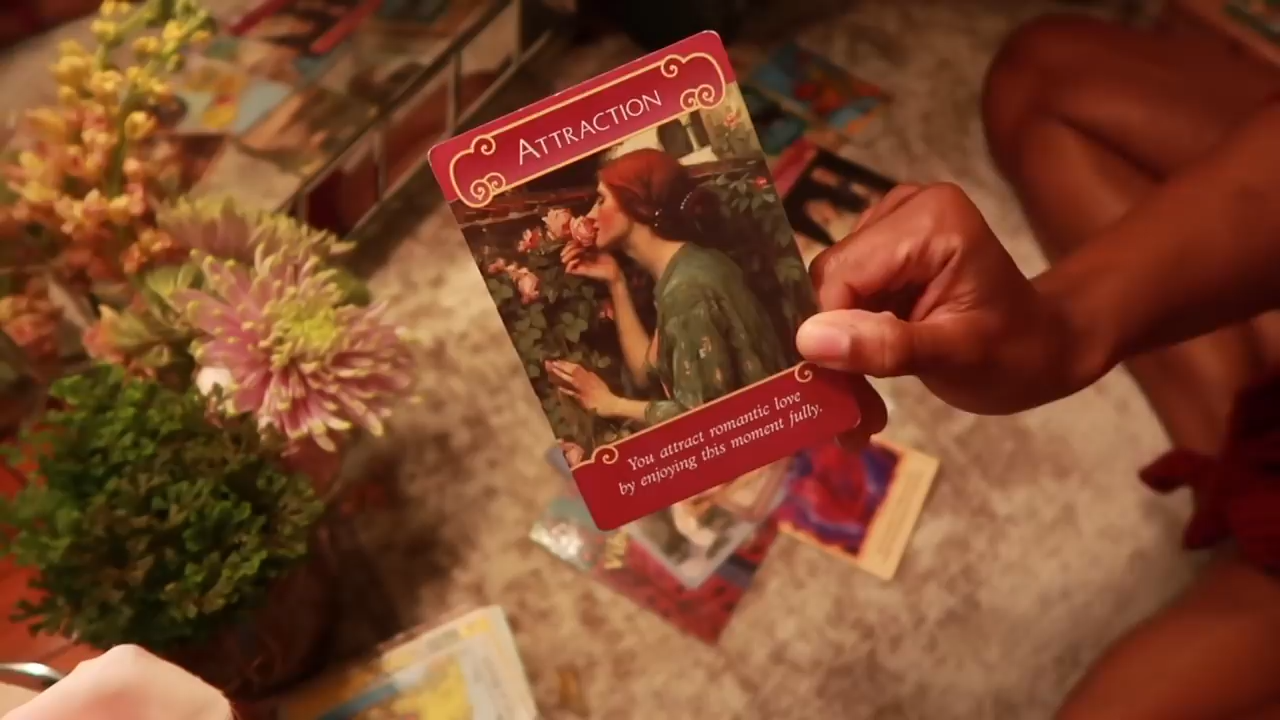 ATTRACTION
You attract romantic love
by enjoying this moment fully.